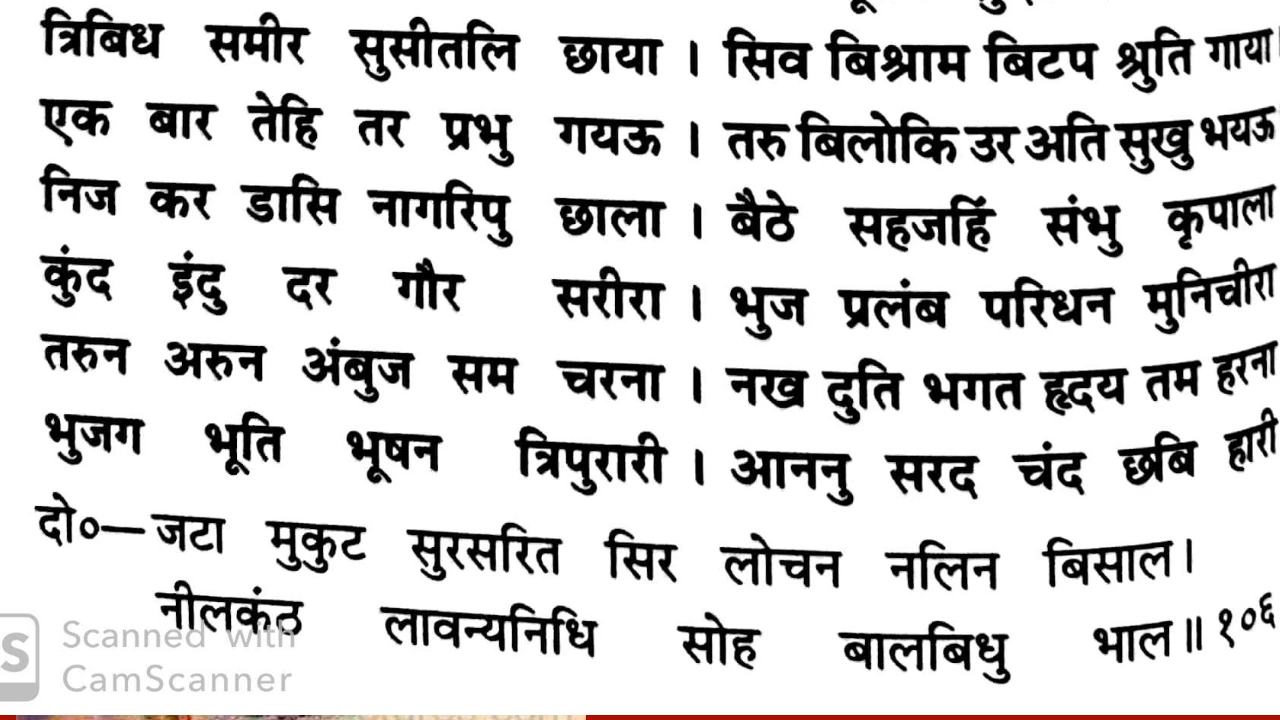 त्रिबिध समीर सुसीतलि छाया । सिव बिश्राम बिटप श्रुति गाया।
एक बार तेहि तर प्रभु गयऊ । तरु बिलोकि उर अति सुखु भयऊ
निज कर डासि नागरिपु छाला । बैठे सहजहिं संभु कृपाला
कुंद इंदु दर गौर सरीरा । भुज प्रलंब परिधन मुनिचीरा
तरुन अरुन अंबुज सम चरना । नख दुति भगत हृदय तम हरना
भुजग भूति भूषन त्रिपुरारी । आननु सरद चंद छबि हारी
दो०—जटा मुकुट सुरसरित सिर लोचन नलिन बिसाल।
नीलकंठ लावन्यनिधि सोह बालबिधु भाल॥१०६
S Scanned with
CamScanner